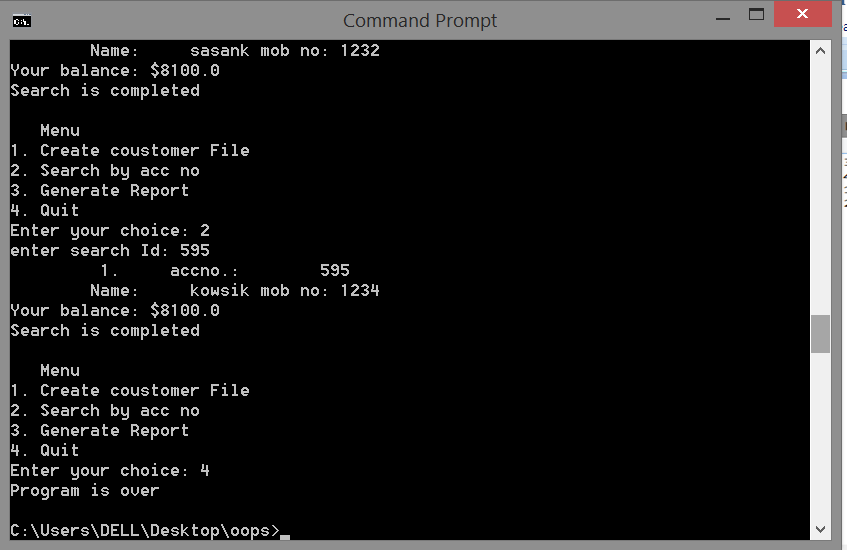 Command Prompt
Name: sasank mob no: 1232
Your balance: $8100.0
Search is completed
Menu
1. Create coustomer File
2. Search by acc no
3. Generate Report
4. Quit
Enter your choice: 2
enter search Id: 595
1. accno.: 595
Name: kowsik mob no: 1234
Your balance: $8100.0
Search is completed
Menu
1. Create coustomer File
2. Search by acc no
3. Generate Report
4. Quit
Enter your choice: 4
Program is over
C:\Users\DELL\Desktop\oops>_